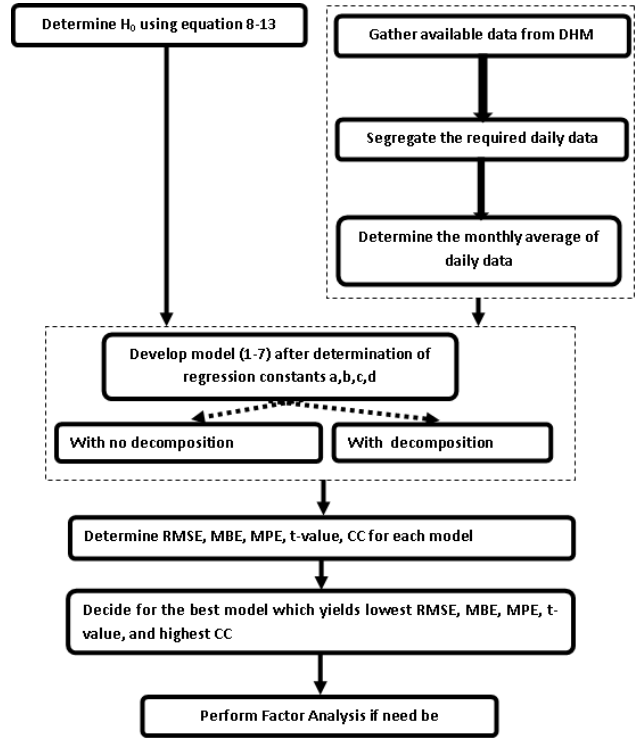 Determine H₀ using equation 8-13
Gather available data from DHM
Segregate the required daily data
Determine the monthly average of
daily data
Develop model (1-7) after determination of
regression constants a,b,c,d
With no decomposition
With decomposition
Determine RMSE, MBE, MPE, t-value, CC for each model
Decide for the best model which yields lowest RMSE, MBE, MPE, t-
value, and highest CC
Perform Factor Analysis if need be